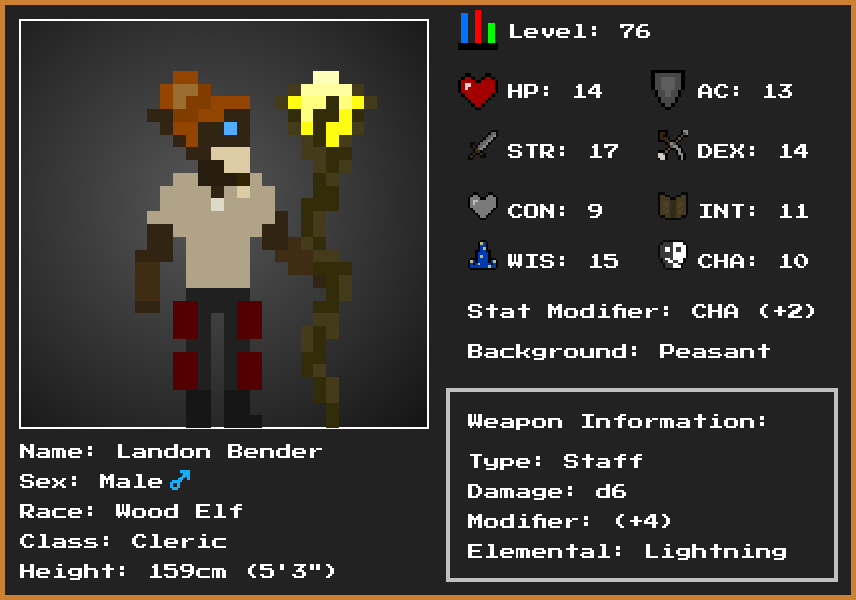 Level: 76
HP: 14
AC: 13
STR: 17
DEX: 14
CON: 9
INT: 11
WIS: 15
CHA: 10
Stat Modifier: CHA (+2)
Background: Peasant
Weapon Information:
Type: Staff
Damage: d6
Modifier: (+4)
Elemental: Lightning
Name: Landon Bender
Sex: Male♂
Race: Wood Elf
Class: Cleric
Height: 159cm (5'3")